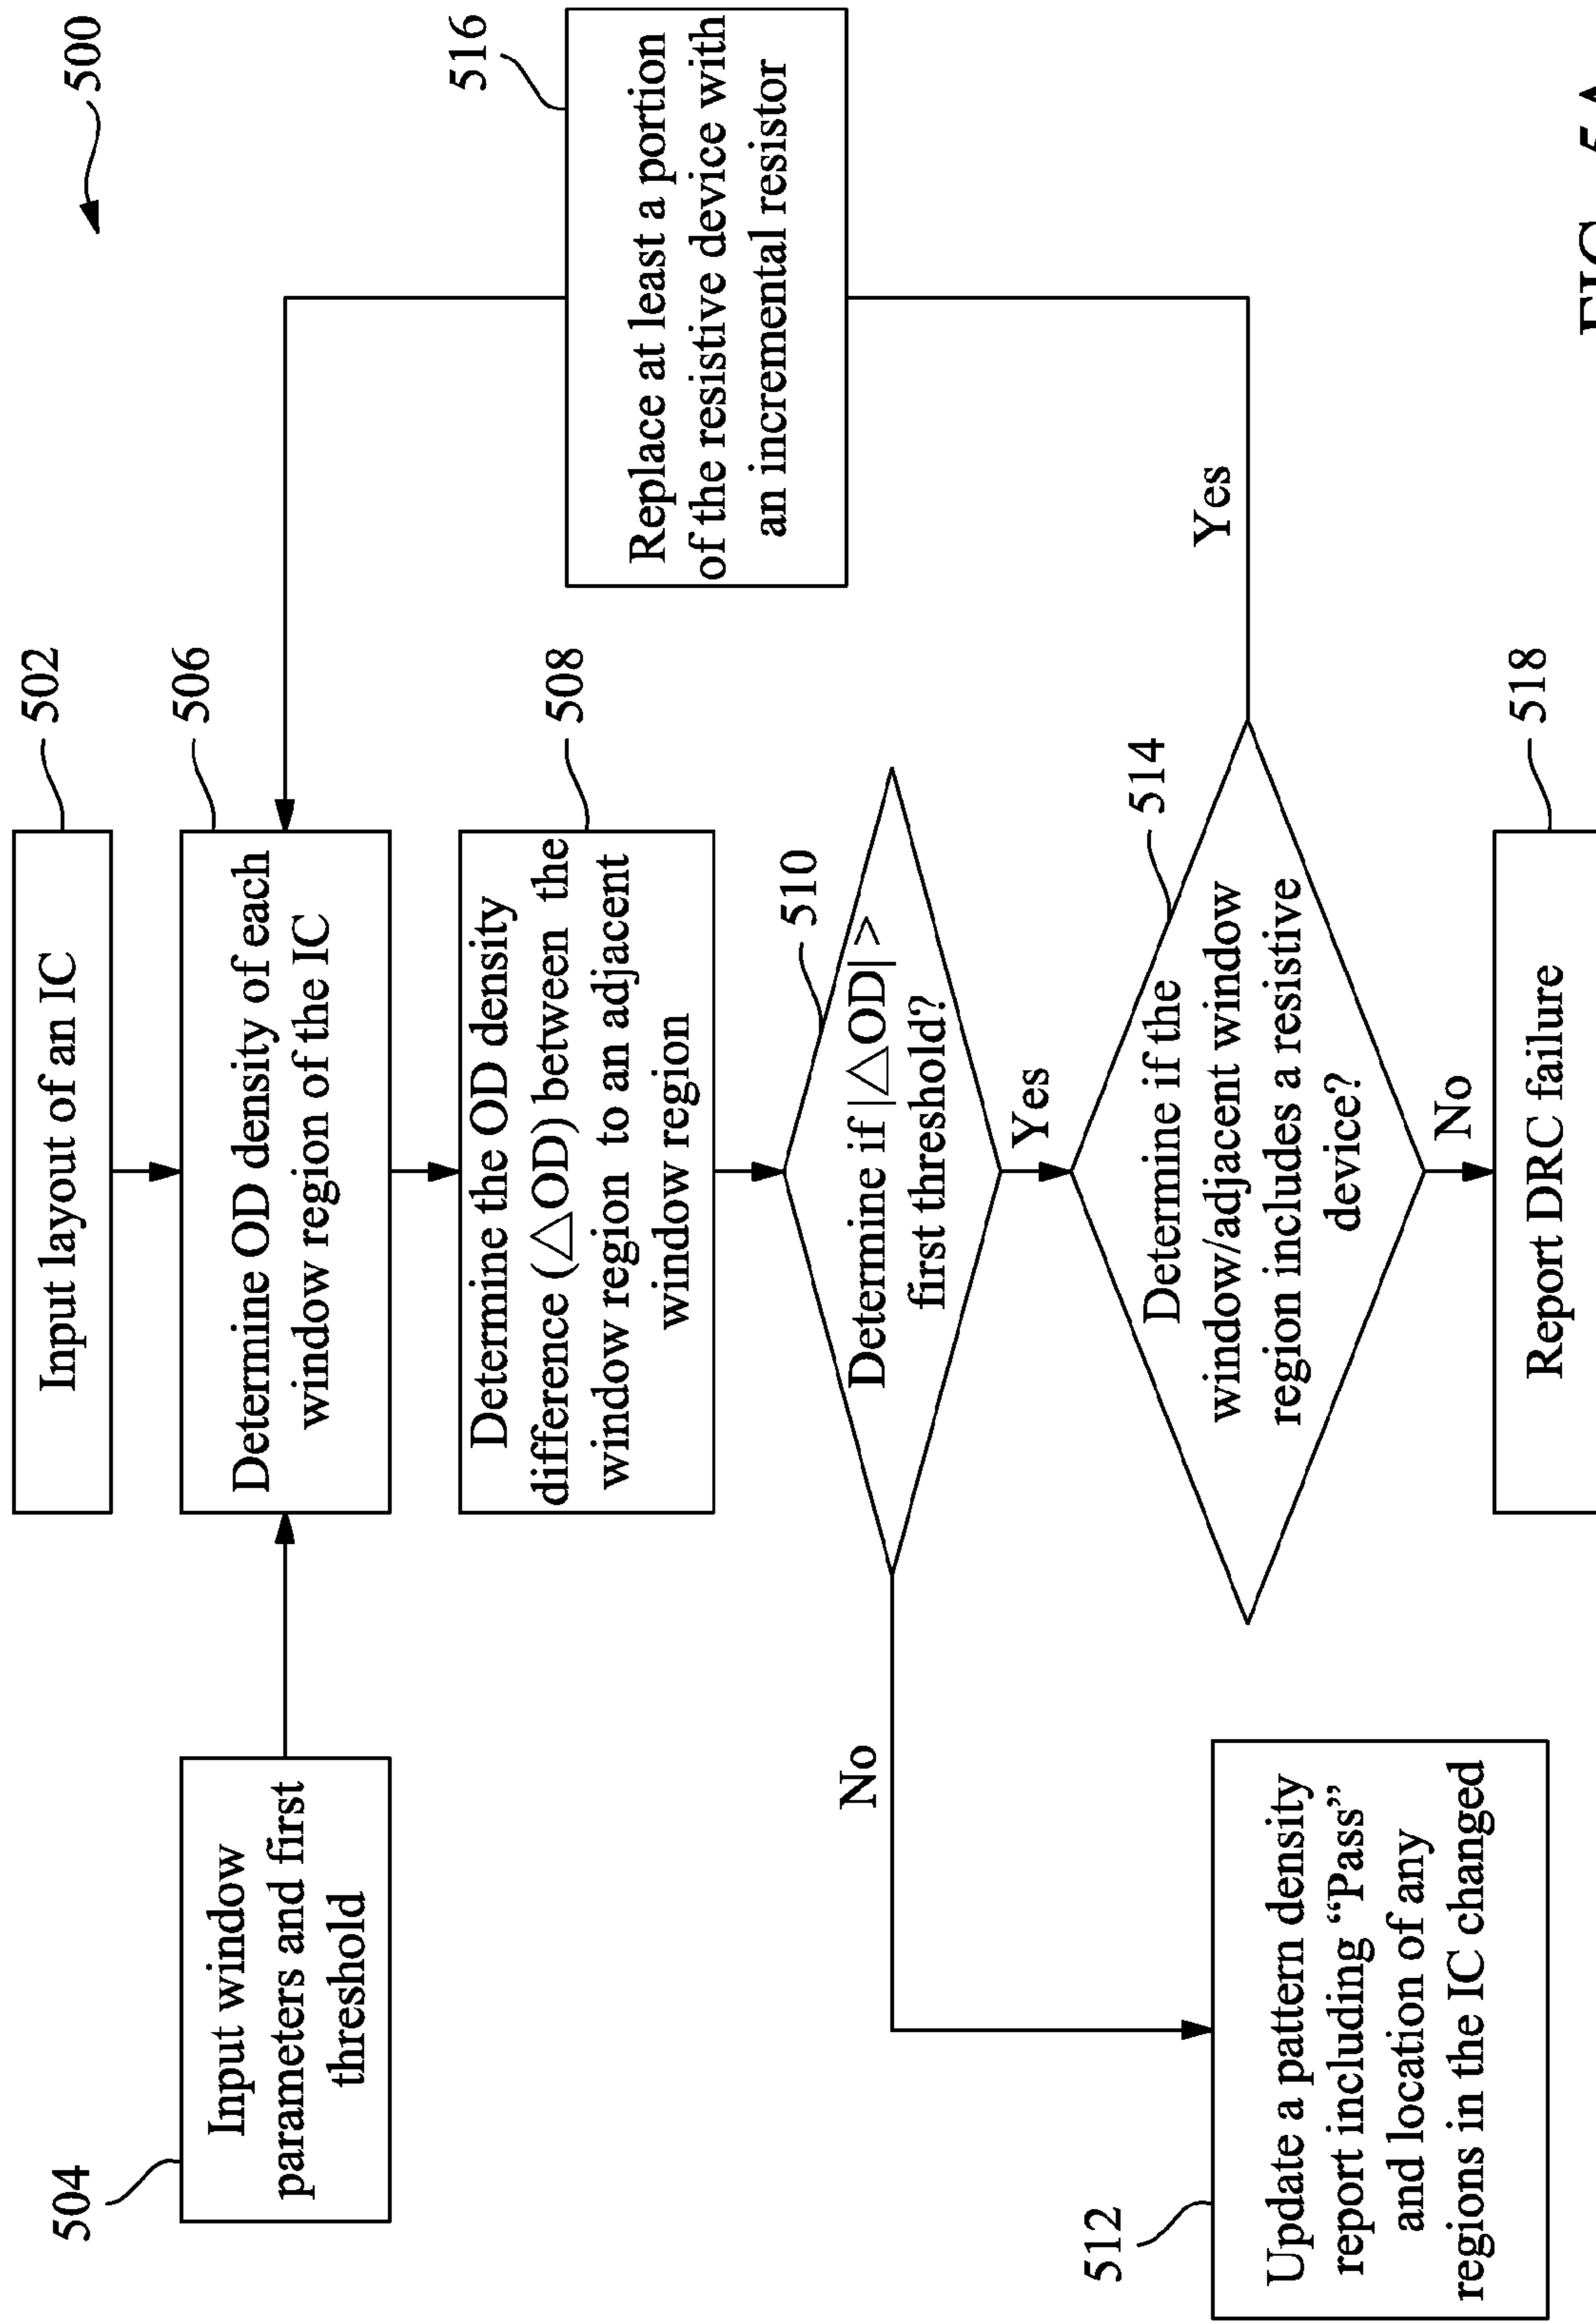 500
502
Input layout of an IC
504
Input window
parameters and first
threshold
506
Determine OD density of each
window region of the IC
508
Determine the OD density
difference (△OD) between the
window region to an adjacent
window region
510
Determine if |△OD| >
first threshold?
No
Yes
512
Update a pattern density
report including “Pass”
and location of any
regions in the IC changed
514
Determine if the
window/adjacent window
region includes a resistive
device?
Yes
No
516
Replace at least a portion
of the resistive device with
an incremental resistor
518
Report DRC failure
FIG. 5A